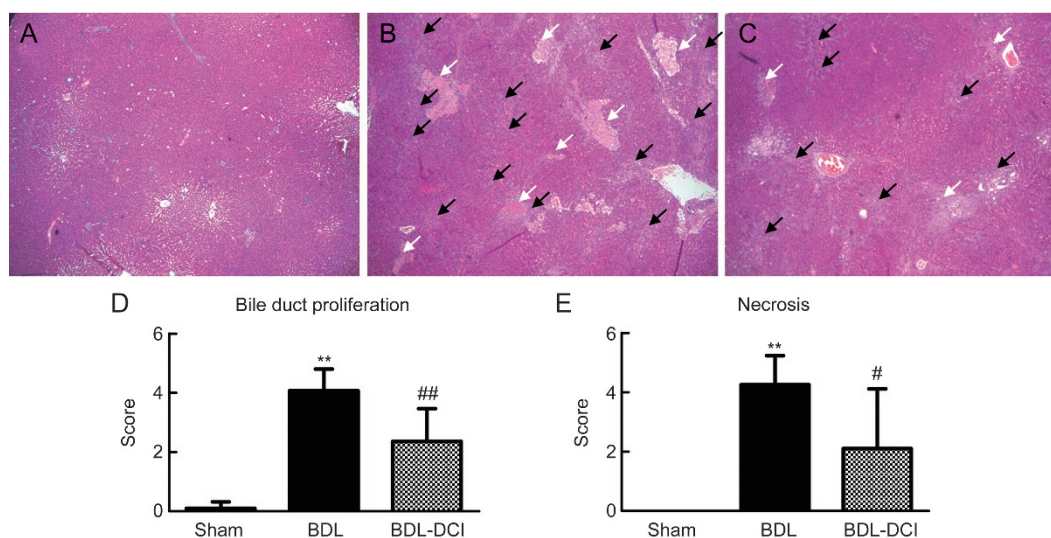 A
B
C
D
Bile duct proliferation
6
4
2
0
Score
**
##
Sham
BDL
BDL-DCI
E
Necrosis
6
4
2
0
Score
**
#
Sham
BDL
BDL-DCI